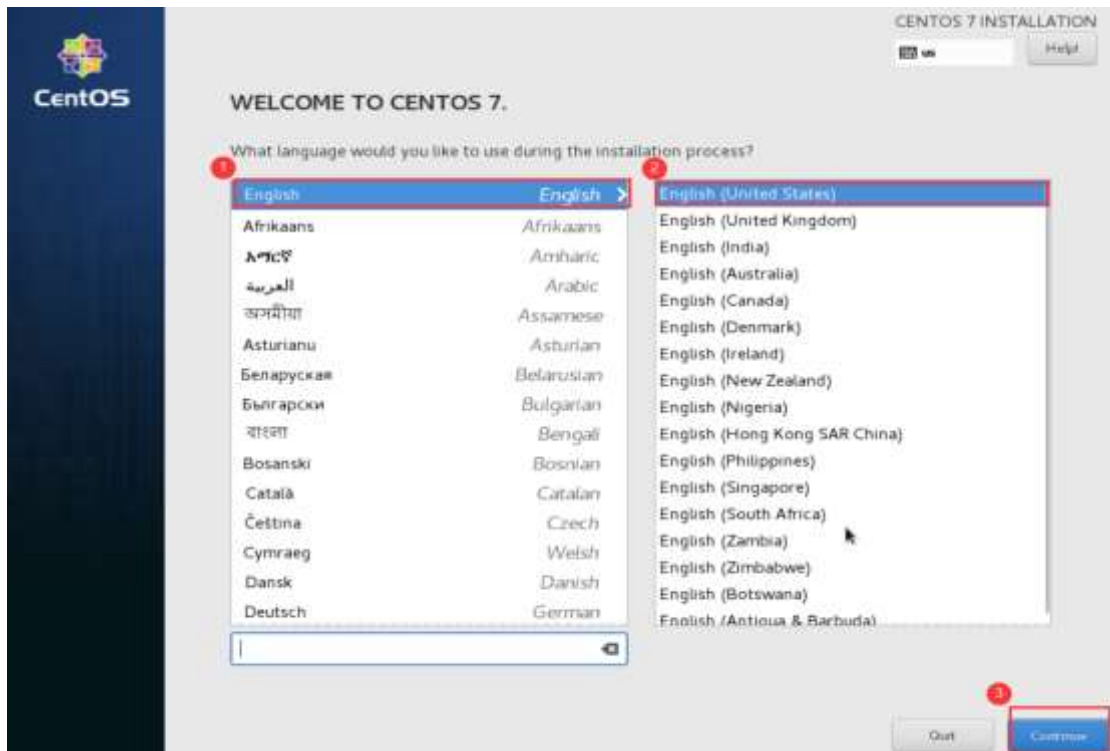 CENTOS 7 INSTALLATION
us
Help!
CentOS
WELCOME TO CENTOS 7.
What language would you like to use during the installation process?
1
2
English English
Afrikaans Afrikaans
አማርኛ Amharic
العربية Arabic
অসমীয়া Assamese
Asturianu Asturian
Беларуская Belarusian
Български Bulgarian
বাংলা Bengali
Bosanski Bosnian
Català Catalan
Čeština Czech
Cymraeg Welsh
Dansk Danish
Deutsch German
English (United States)
English (United Kingdom)
English (India)
English (Australia)
English (Canada)
English (Denmark)
English (Ireland)
English (New Zealand)
English (Nigeria)
English (Hong Kong SAR China)
English (Philippines)
English (Singapore)
English (South Africa)
English (Zambia)
English (Zimbabwe)
English (Botswana)
English (Antigua & Barbuda)
3
Quit
Continue